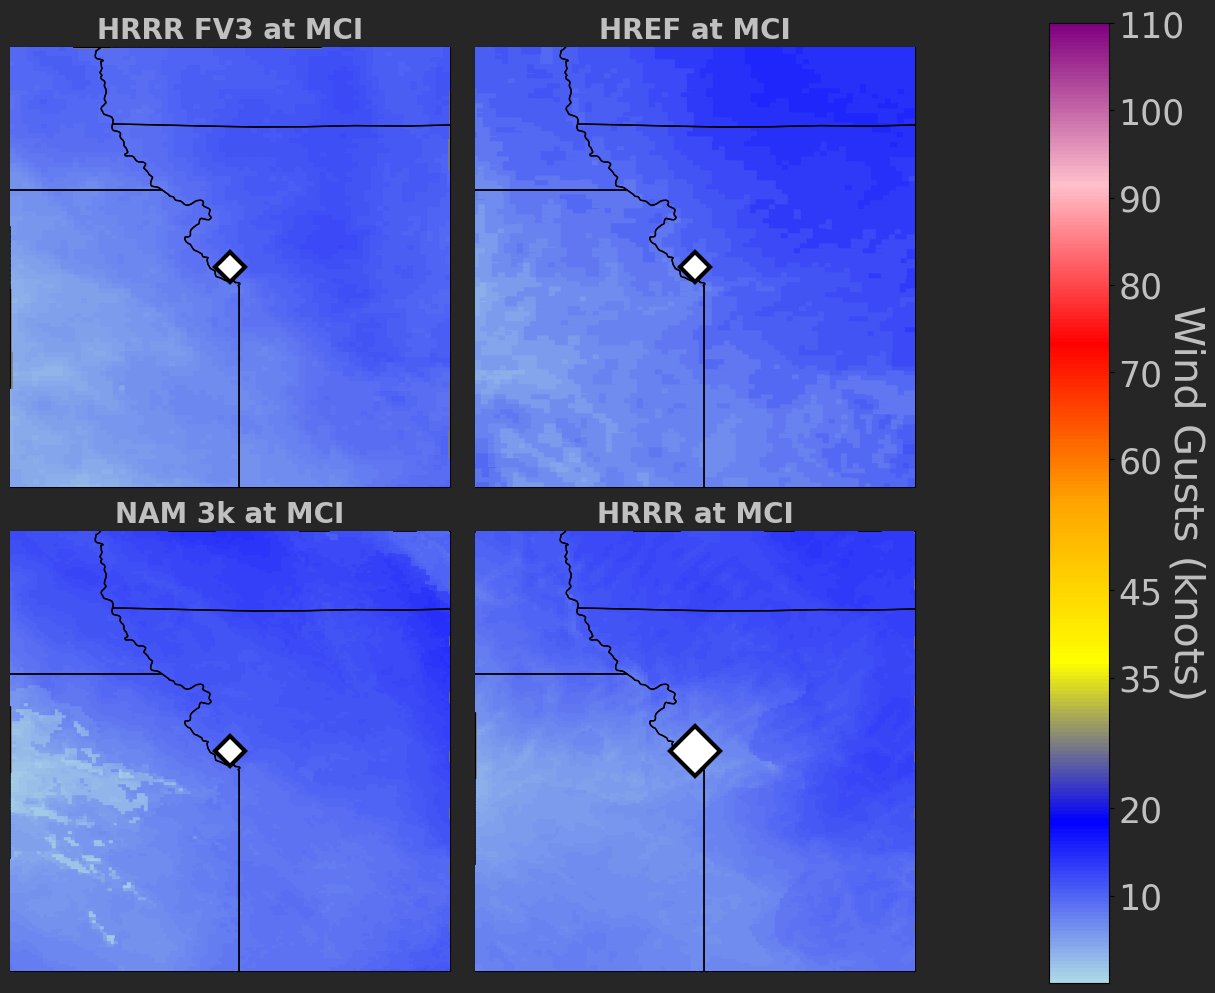 HRRR FV3 at MCI
HREF at MCI
NAM 3k at MCI
HRRR at MCI
110
100
90
80
70
60
45
35
20
10
Wind Gusts (knots)